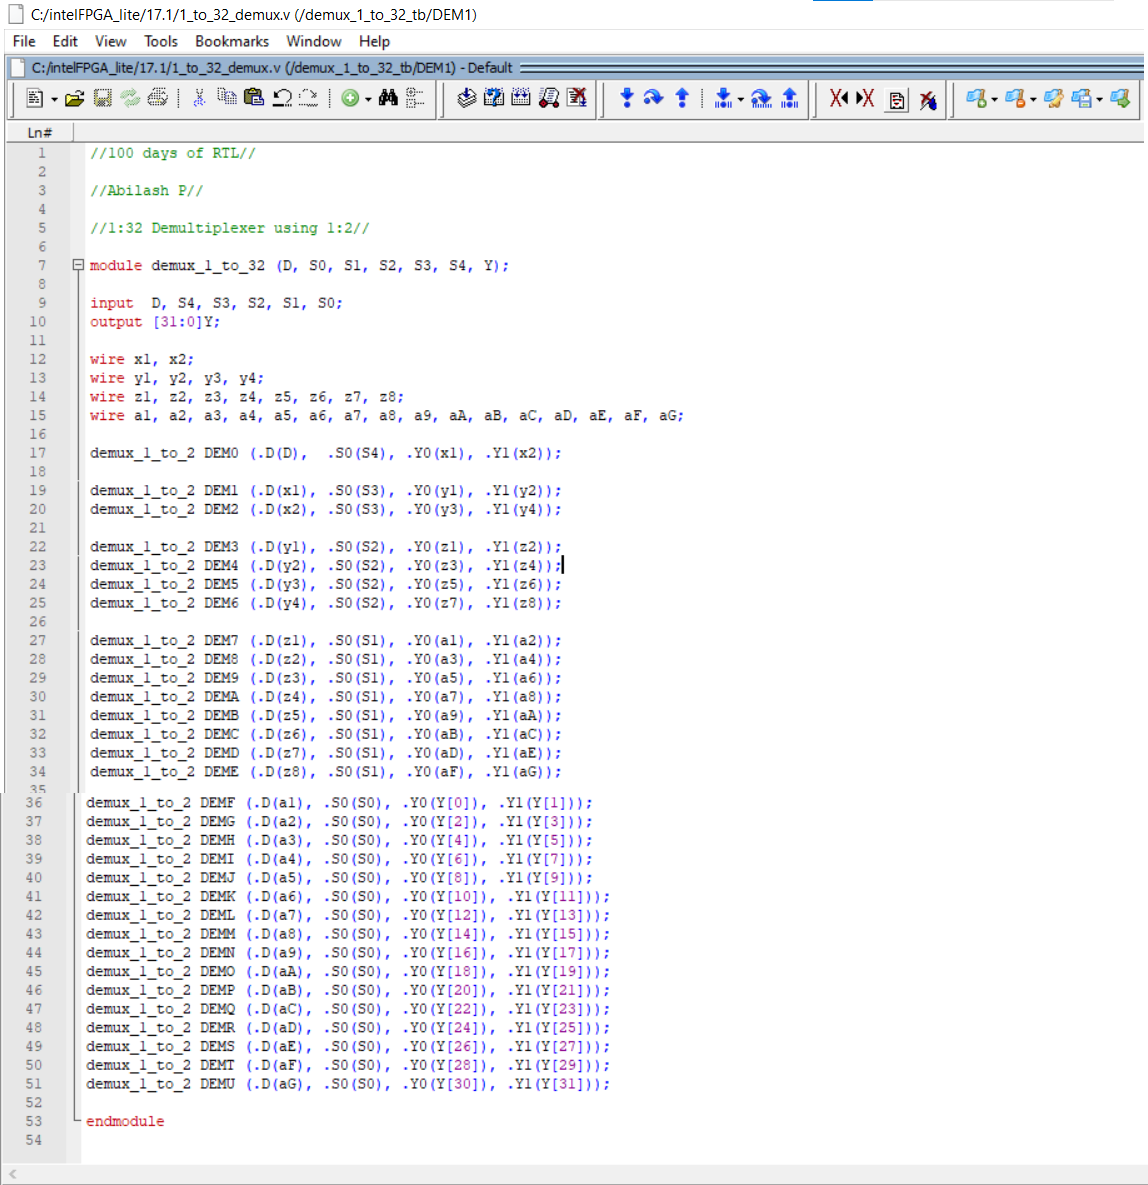 C:/intelFPGA_lite/17.1/1_to_32_demux.v (/demux_1_to_32_tb/DEM1)
File Edit View Tools Bookmarks Window Help
C:/intelFPGA_lite/17.1/1_to_32_demux.v (/demux_1_to_32_tb/DEM1) - Default
Ln#
1 //100 days of RTL//
2
3 //Abilash P//
4
5 //1:32 Demultiplexer using 1:2//
6
7 module demux_1_to_32 (D, S0, S1, S2, S3, S4, Y);
8
9 input  D, S4, S3, S2, S1, S0;
10 output [31:0]Y;
11
12 wire x1, x2;
13 wire y1, y2, y3, y4;
14 wire z1, z2, z3, z4, z5, z6, z7, z8;
15 wire a1, a2, a3, a4, a5, a6, a7, a8, a9, aA, aB, aC, aD, aE, aF, aG;
16
17 demux_1_to_2 DEM0 (.D(D),  .S0(S4), .Y0(x1), .Y1(x2));
18
19 demux_1_to_2 DEM1 (.D(x1), .S0(S3), .Y0(y1), .Y1(y2));
20 demux_1_to_2 DEM2 (.D(x2), .S0(S3), .Y0(y3), .Y1(y4));
21
22 demux_1_to_2 DEM3 (.D(y1), .S0(S2), .Y0(z1), .Y1(z2));
23 demux_1_to_2 DEM4 (.D(y2), .S0(S2), .Y0(z3), .Y1(z4));
24 demux_1_to_2 DEM5 (.D(y3), .S0(S2), .Y0(z5), .Y1(z6));
25 demux_1_to_2 DEM6 (.D(y4), .S0(S2), .Y0(z7), .Y1(z8));
26
27 demux_1_to_2 DEM7 (.D(z1), .S0(S1), .Y0(a1), .Y1(a2));
28 demux_1_to_2 DEM8 (.D(z2), .S0(S1), .Y0(a3), .Y1(a4));
29 demux_1_to_2 DEM9 (.D(z3), .S0(S1), .Y0(a5), .Y1(a6));
30 demux_1_to_2 DEMA (.D(z4), .S0(S1), .Y0(a7), .Y1(a8));
31 demux_1_to_2 DEMB (.D(z5), .S0(S1), .Y0(a9), .Y1(aA));
32 demux_1_to_2 DEMC (.D(z6), .S0(S1), .Y0(aB), .Y1(aC));
33 demux_1_to_2 DEMD (.D(z7), .S0(S1), .Y0(aD), .Y1(aE));
34 demux_1_to_2 DEME (.D(z8), .S0(S1), .Y0(aF), .Y1(aG));
35
36 demux_1_to_2 DEMF (.D(a1), .S0(S0), .Y0(Y[0]), .Y1(Y[1]));
37 demux_1_to_2 DEMG (.D(a2), .S0(S0), .Y0(Y[2]), .Y1(Y[3]));
38 demux_1_to_2 DEMH (.D(a3), .S0(S0), .Y0(Y[4]), .Y1(Y[5]));
39 demux_1_to_2 DEMI (.D(a4), .S0(S0), .Y0(Y[6]), .Y1(Y[7]));
40 demux_1_to_2 DEMJ (.D(a5), .S0(S0), .Y0(Y[8]), .Y1(Y[9]));
41 demux_1_to_2 DEMK (.D(a6), .S0(S0), .Y0(Y[10]), .Y1(Y[11]));
42 demux_1_to_2 DEML (.D(a7), .S0(S0), .Y0(Y[12]), .Y1(Y[13]));
43 demux_1_to_2 DEMM (.D(a8), .S0(S0), .Y0(Y[14]), .Y1(Y[15]));
44 demux_1_to_2 DEMN (.D(a9), .S0(S0), .Y0(Y[16]), .Y1(Y[17]));
45 demux_1_to_2 DEMO (.D(aA), .S0(S0), .Y0(Y[18]), .Y1(Y[19]));
46 demux_1_to_2 DEMP (.D(aB), .S0(S0), .Y0(Y[20]), .Y1(Y[21]));
47 demux_1_to_2 DEMQ (.D(aC), .S0(S0), .Y0(Y[22]), .Y1(Y[23]));
48 demux_1_to_2 DEMR (.D(aD), .S0(S0), .Y0(Y[24]), .Y1(Y[25]));
49 demux_1_to_2 DEMS (.D(aE), .S0(S0), .Y0(Y[26]), .Y1(Y[27]));
50 demux_1_to_2 DEMT (.D(aF), .S0(S0), .Y0(Y[28]), .Y1(Y[29]));
51 demux_1_to_2 DEMU (.D(aG), .S0(S0), .Y0(Y[30]), .Y1(Y[31]));
52
53 endmodule
54